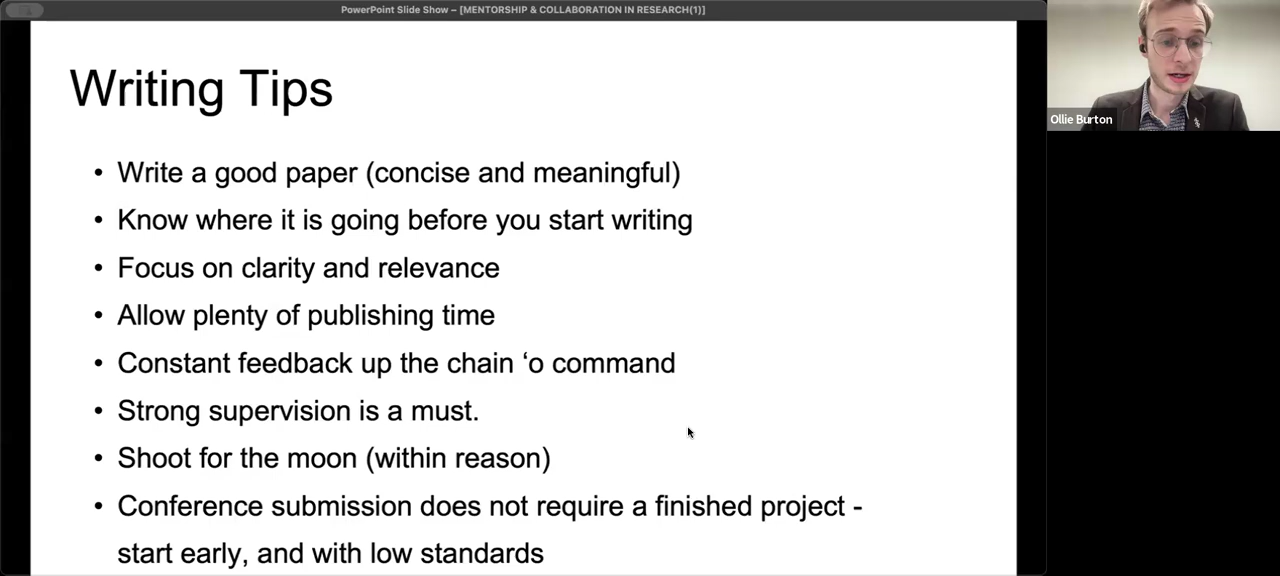 PowerPoint Slide Show – [MENTORSHIP & COLLABORATION IN RESEARCH(1)]
Writing Tips
• Write a good paper (concise and meaningful)
• Know where it is going before you start writing
• Focus on clarity and relevance
• Allow plenty of publishing time
• Constant feedback up the chain ‘o command
• Strong supervision is a must.
• Shoot for the moon (within reason)
• Conference submission does not require a finished project -
start early, and with low standards
Ollie Burton